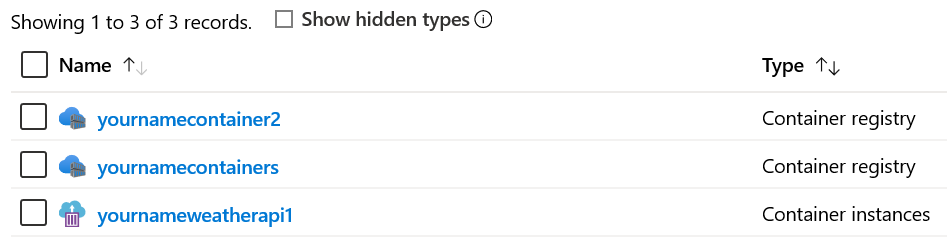 Showing 1 to 3 of 3 records. Show hidden types
Name Type
yournamecontainer2 Container registry
yournamecontainers Container registry
yournameweatherapi1 Container instances